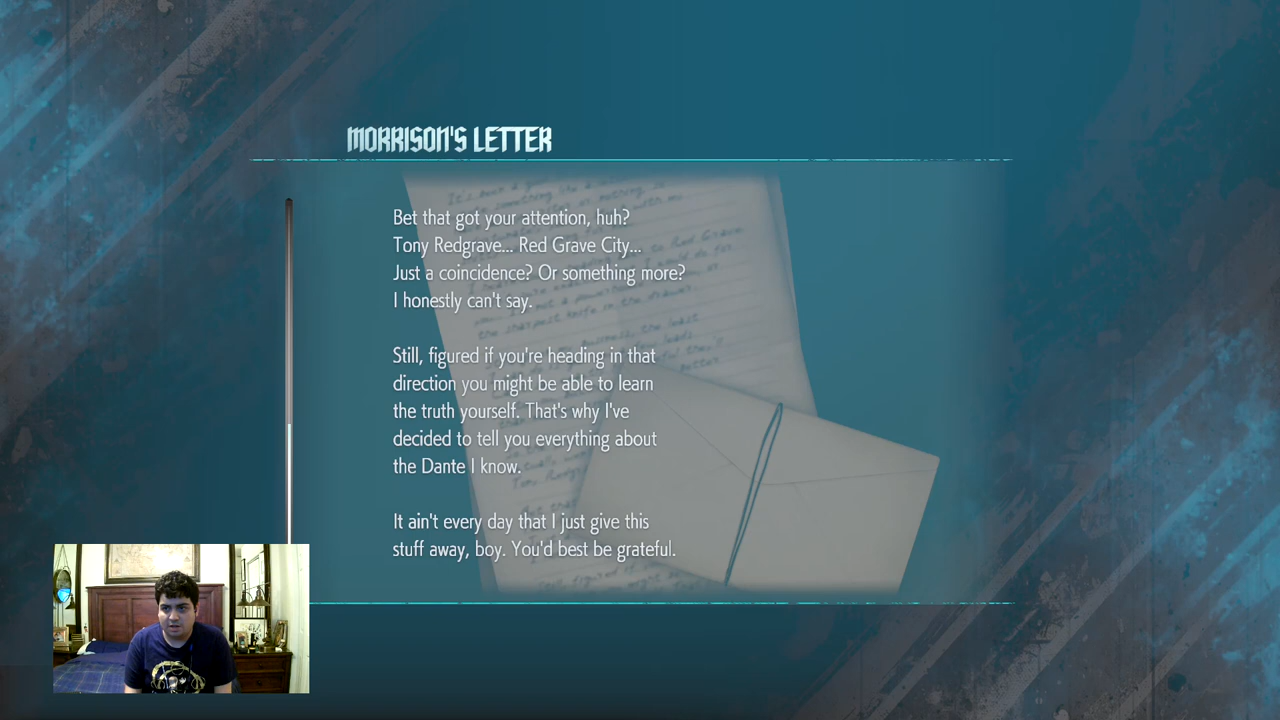 MORRISON'S LETTER
Bet that got your attention, huh?
Tony Redgrave... Red Grave City...
Just a coincidence? Or something more?
I honestly can't say.
Still, figured if you're heading in that
direction you might be able to learn
the truth yourself. That's why I've
decided to tell you everything about
the Dante I know.
It ain't every day that I just give this
stuff away, boy. You'd best be grateful.